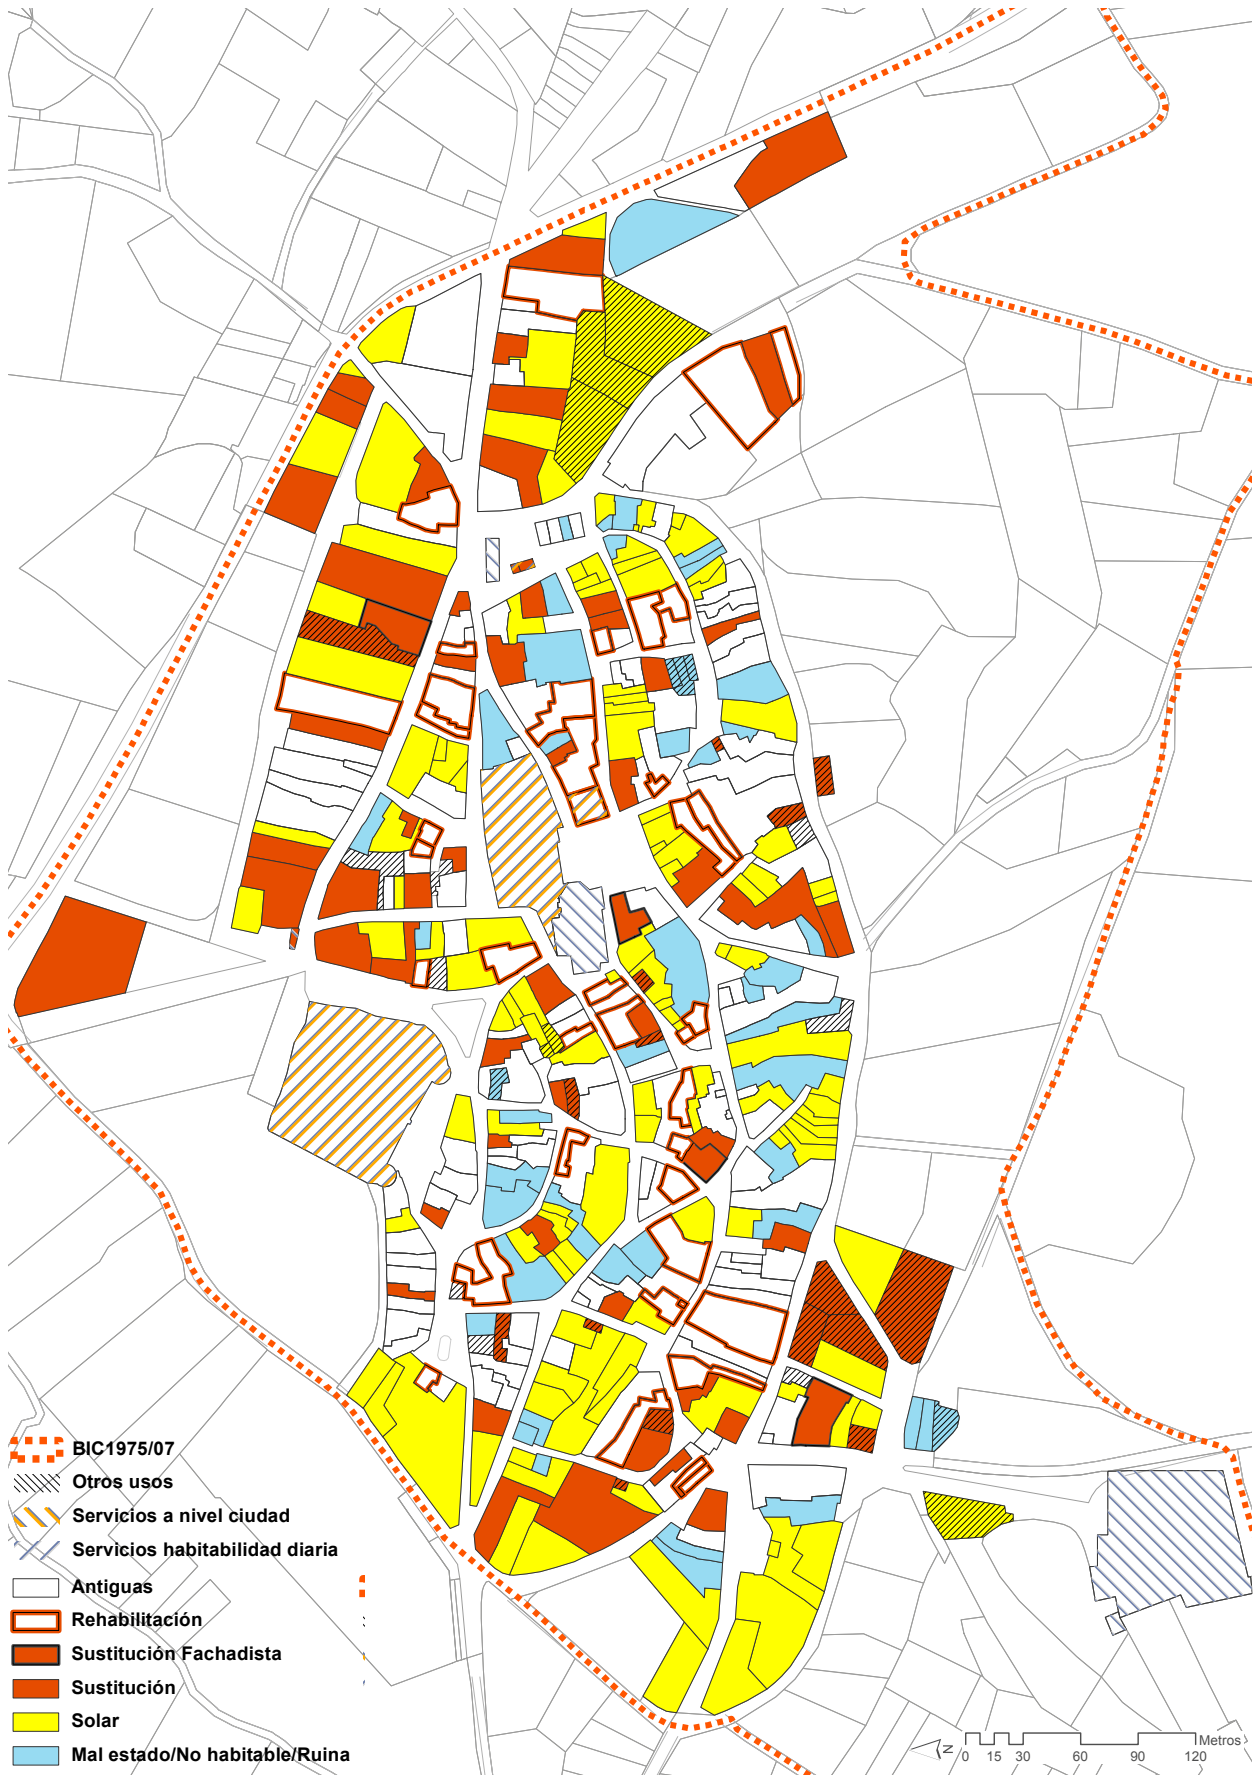 BIC1975/07
Otros usos
Servicios a nivel ciudad
Servicios habitabilidad diaria
Antiguas
Rehabilitación
Sustitución Fachadista
Sustitución
Solar
Mal estado/No habitable/Ruina
N
Metros
0 15 30 60 90 120